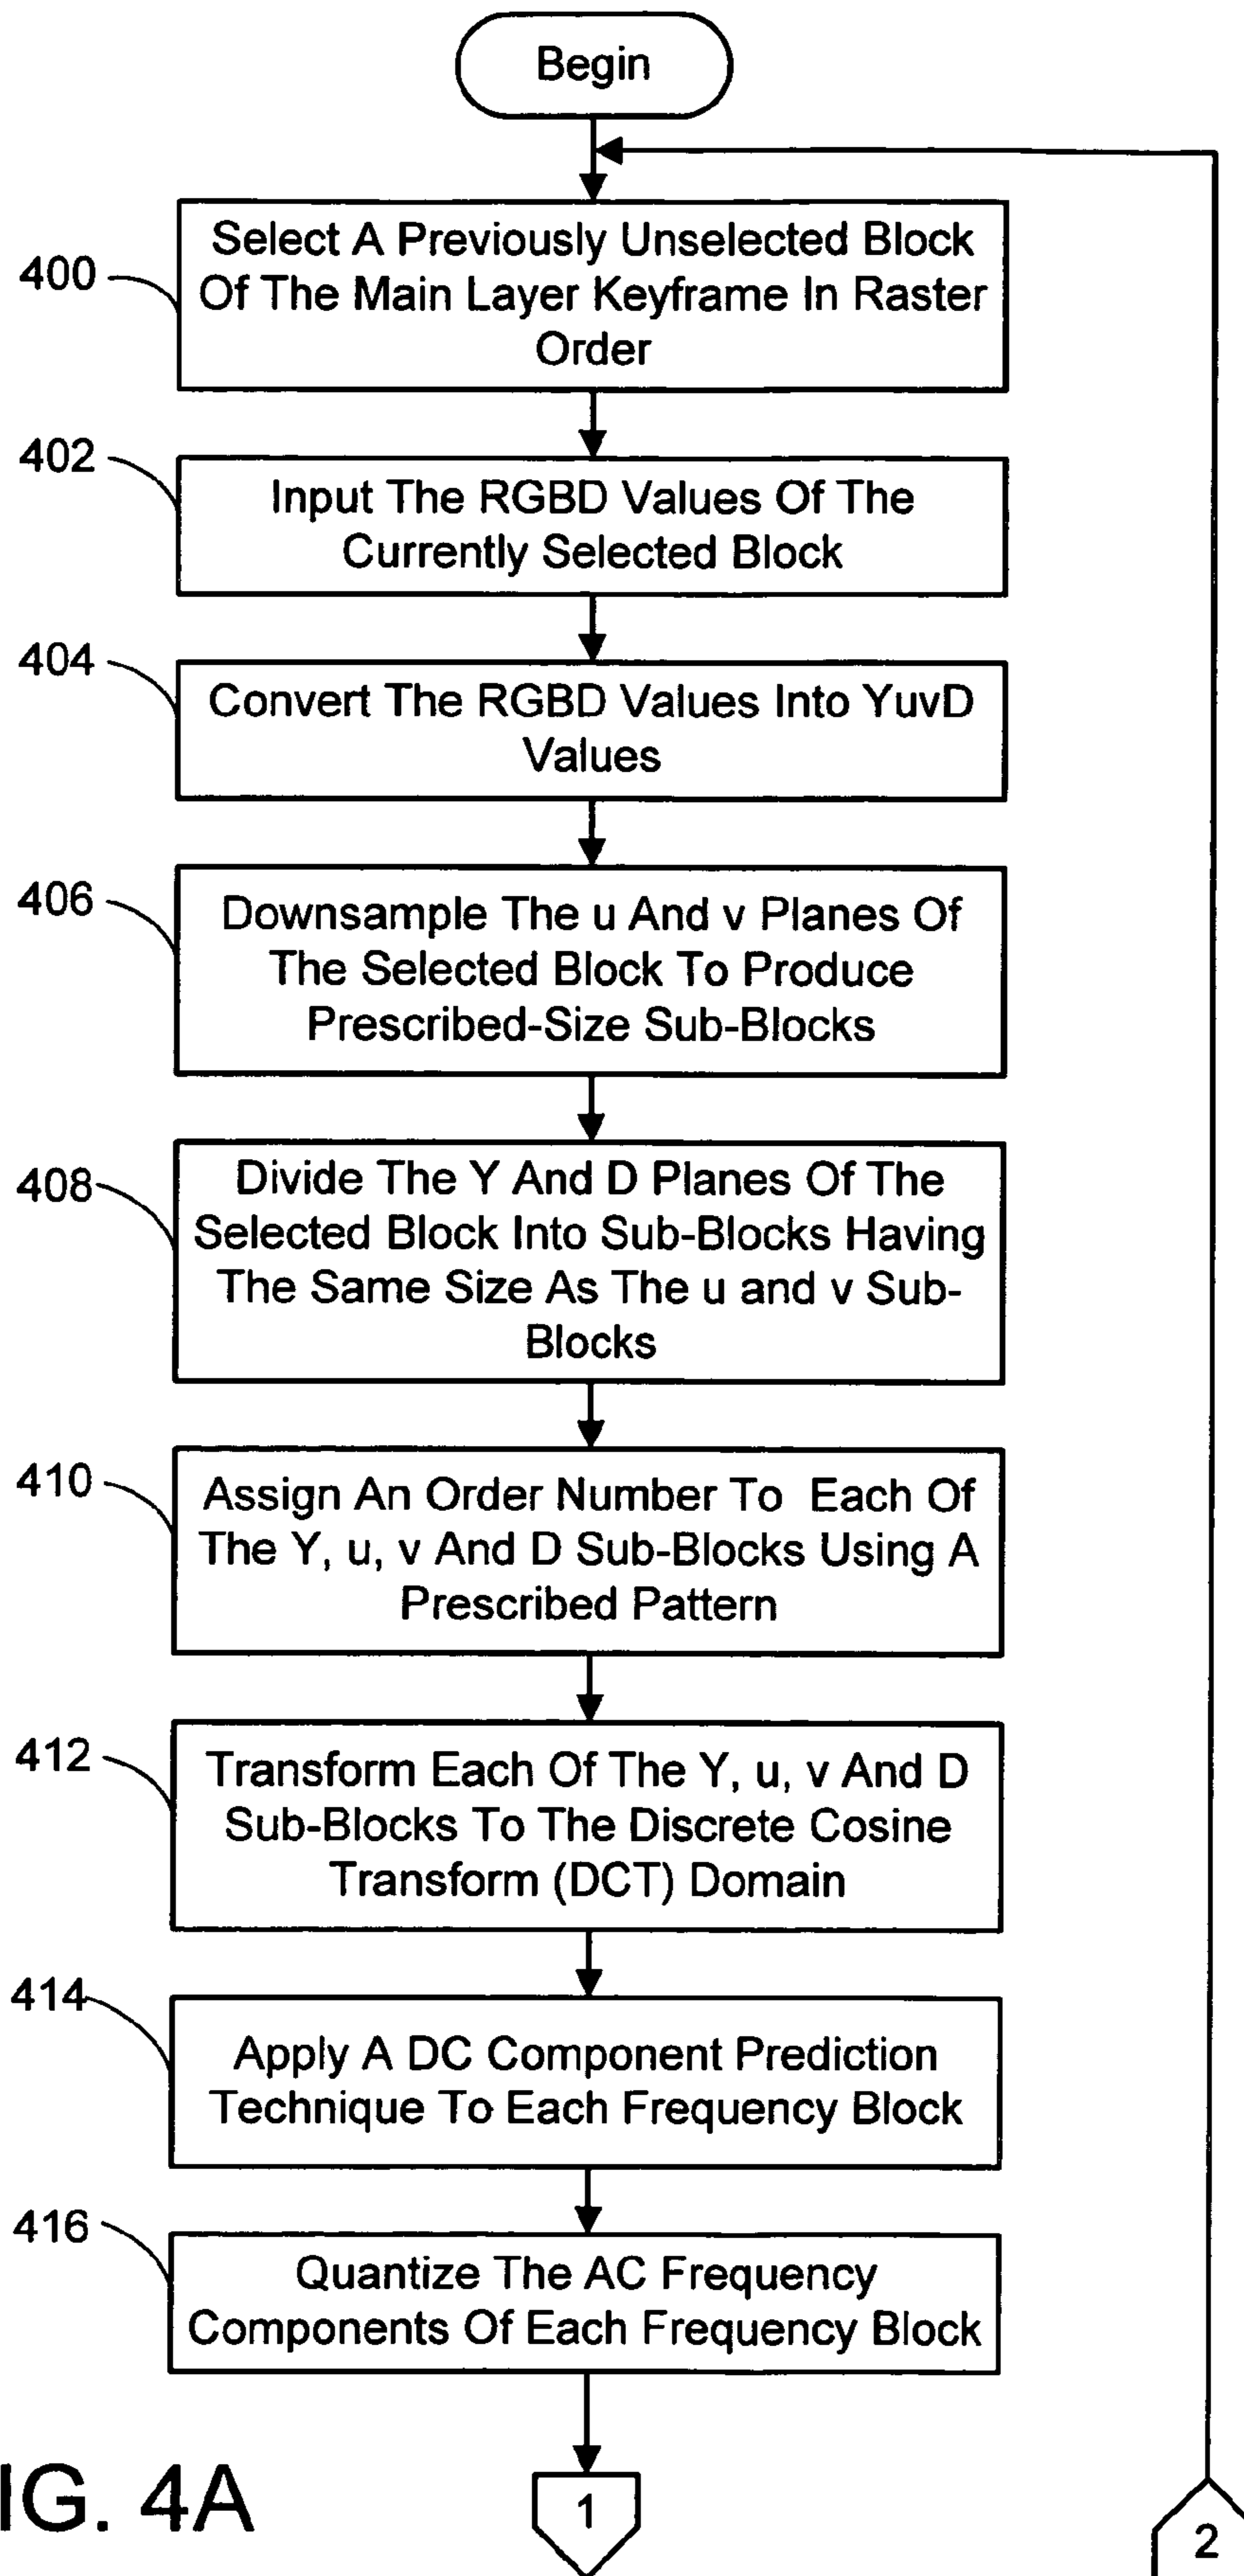 Begin
400
Select A Previously Unselected Block
Of The Main Layer Keyframe In Raster
Order
402
Input The RGBD Values Of The
Currently Selected Block
404
Convert The RGBD Values Into YuvD
Values
406
Downsample The u And v Planes Of
The Selected Block To Produce
Prescribed-Size Sub-Blocks
408
Divide The Y And D Planes Of The
Selected Block Into Sub-Blocks Having
The Same Size As The u and v Sub-
Blocks
410
Assign An Order Number To Each Of
The Y, u, v And D Sub-Blocks Using A
Prescribed Pattern
412
Transform Each Of The Y, u, v And D
Sub-Blocks To The Discrete Cosine
Transform (DCT) Domain
414
Apply A DC Component Prediction
Technique To Each Frequency Block
416
Quantize The AC Frequency
Components Of Each Frequency Block
IG. 4A
1
2